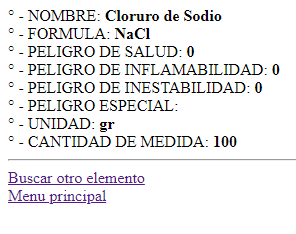 ° - NOMBRE: Cloruro de Sodio
° - FORMULA: NaCl
° - PELIGRO DE SALUD: 0
° - PELIGRO DE INFLAMABILIDAD: 0
° - PELIGRO DE INESTABILIDAD: 0
° - PELIGRO ESPECIAL:
° - UNIDAD: gr
° - CANTIDAD DE MEDIDA: 100
Buscar otro elemento
Menu principal